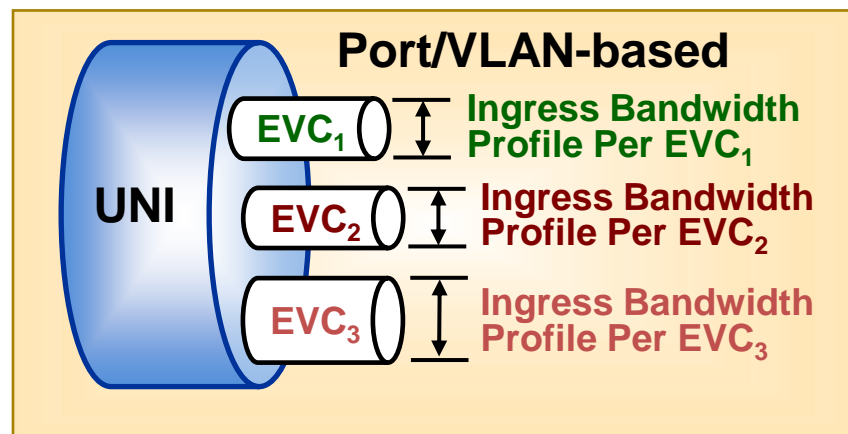 Port/VLAN-based
UNI
EVC₁
Ingress Bandwidth
Profile Per EVC₁
EVC₂
Ingress Bandwidth
Profile Per EVC₂
EVC₃
Ingress Bandwidth
Profile Per EVC₃